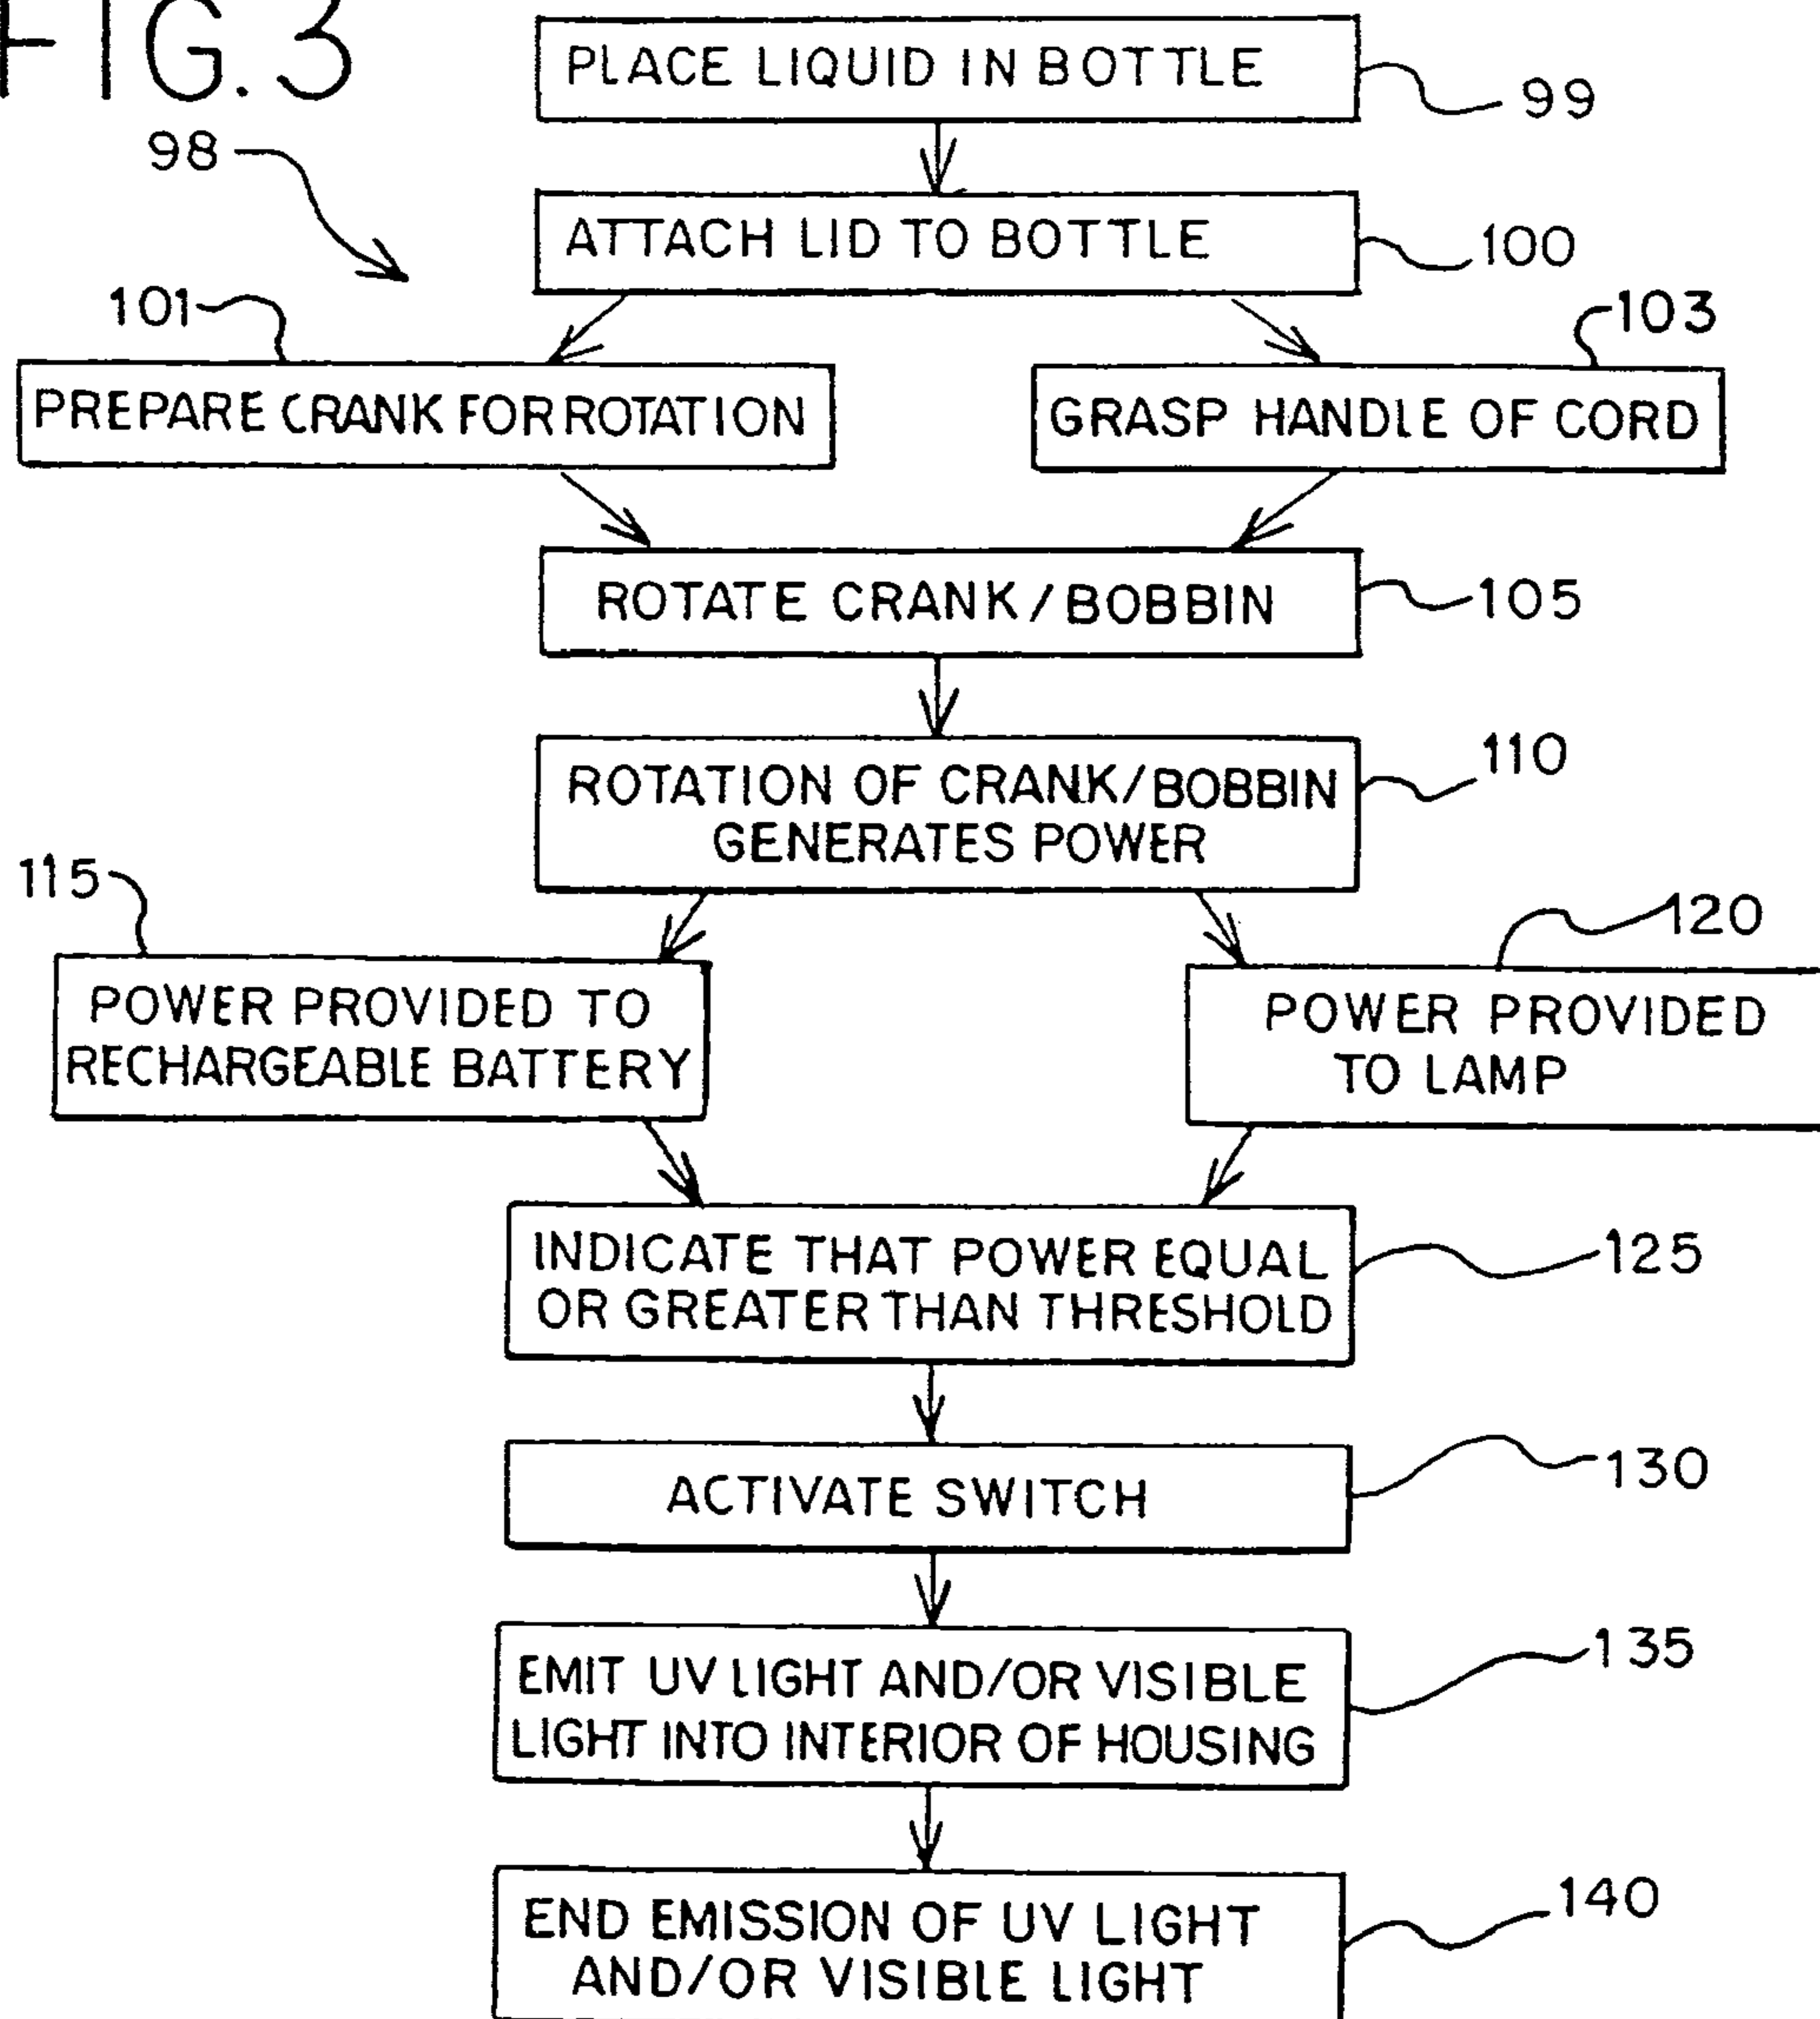 FIG. 3
PLACE LIQUID IN BOTTLE
99
98
ATTACH LID TO BOTTLE
100
101
103
PREPARE CRANK FOR ROTATION
GRASP HANDLE OF CORD
ROTATE CRANK/BOBBIN
105
ROTATION OF CRANK/BOBBIN
GENERATES POWER
110
115
120
POWER PROVIDED TO
RECHARGEABLE BATTERY
POWER PROVIDED
TO LAMP
INDICATE THAT POWER EQUAL
OR GREATER THAN THRESHOLD
125
ACTIVATE SWITCH
130
EMIT UV LIGHT AND/OR VISIBLE
LIGHT INTO INTERIOR OF HOUSING
135
END EMISSION OF UV LIGHT
AND/OR VISIBLE LIGHT
140